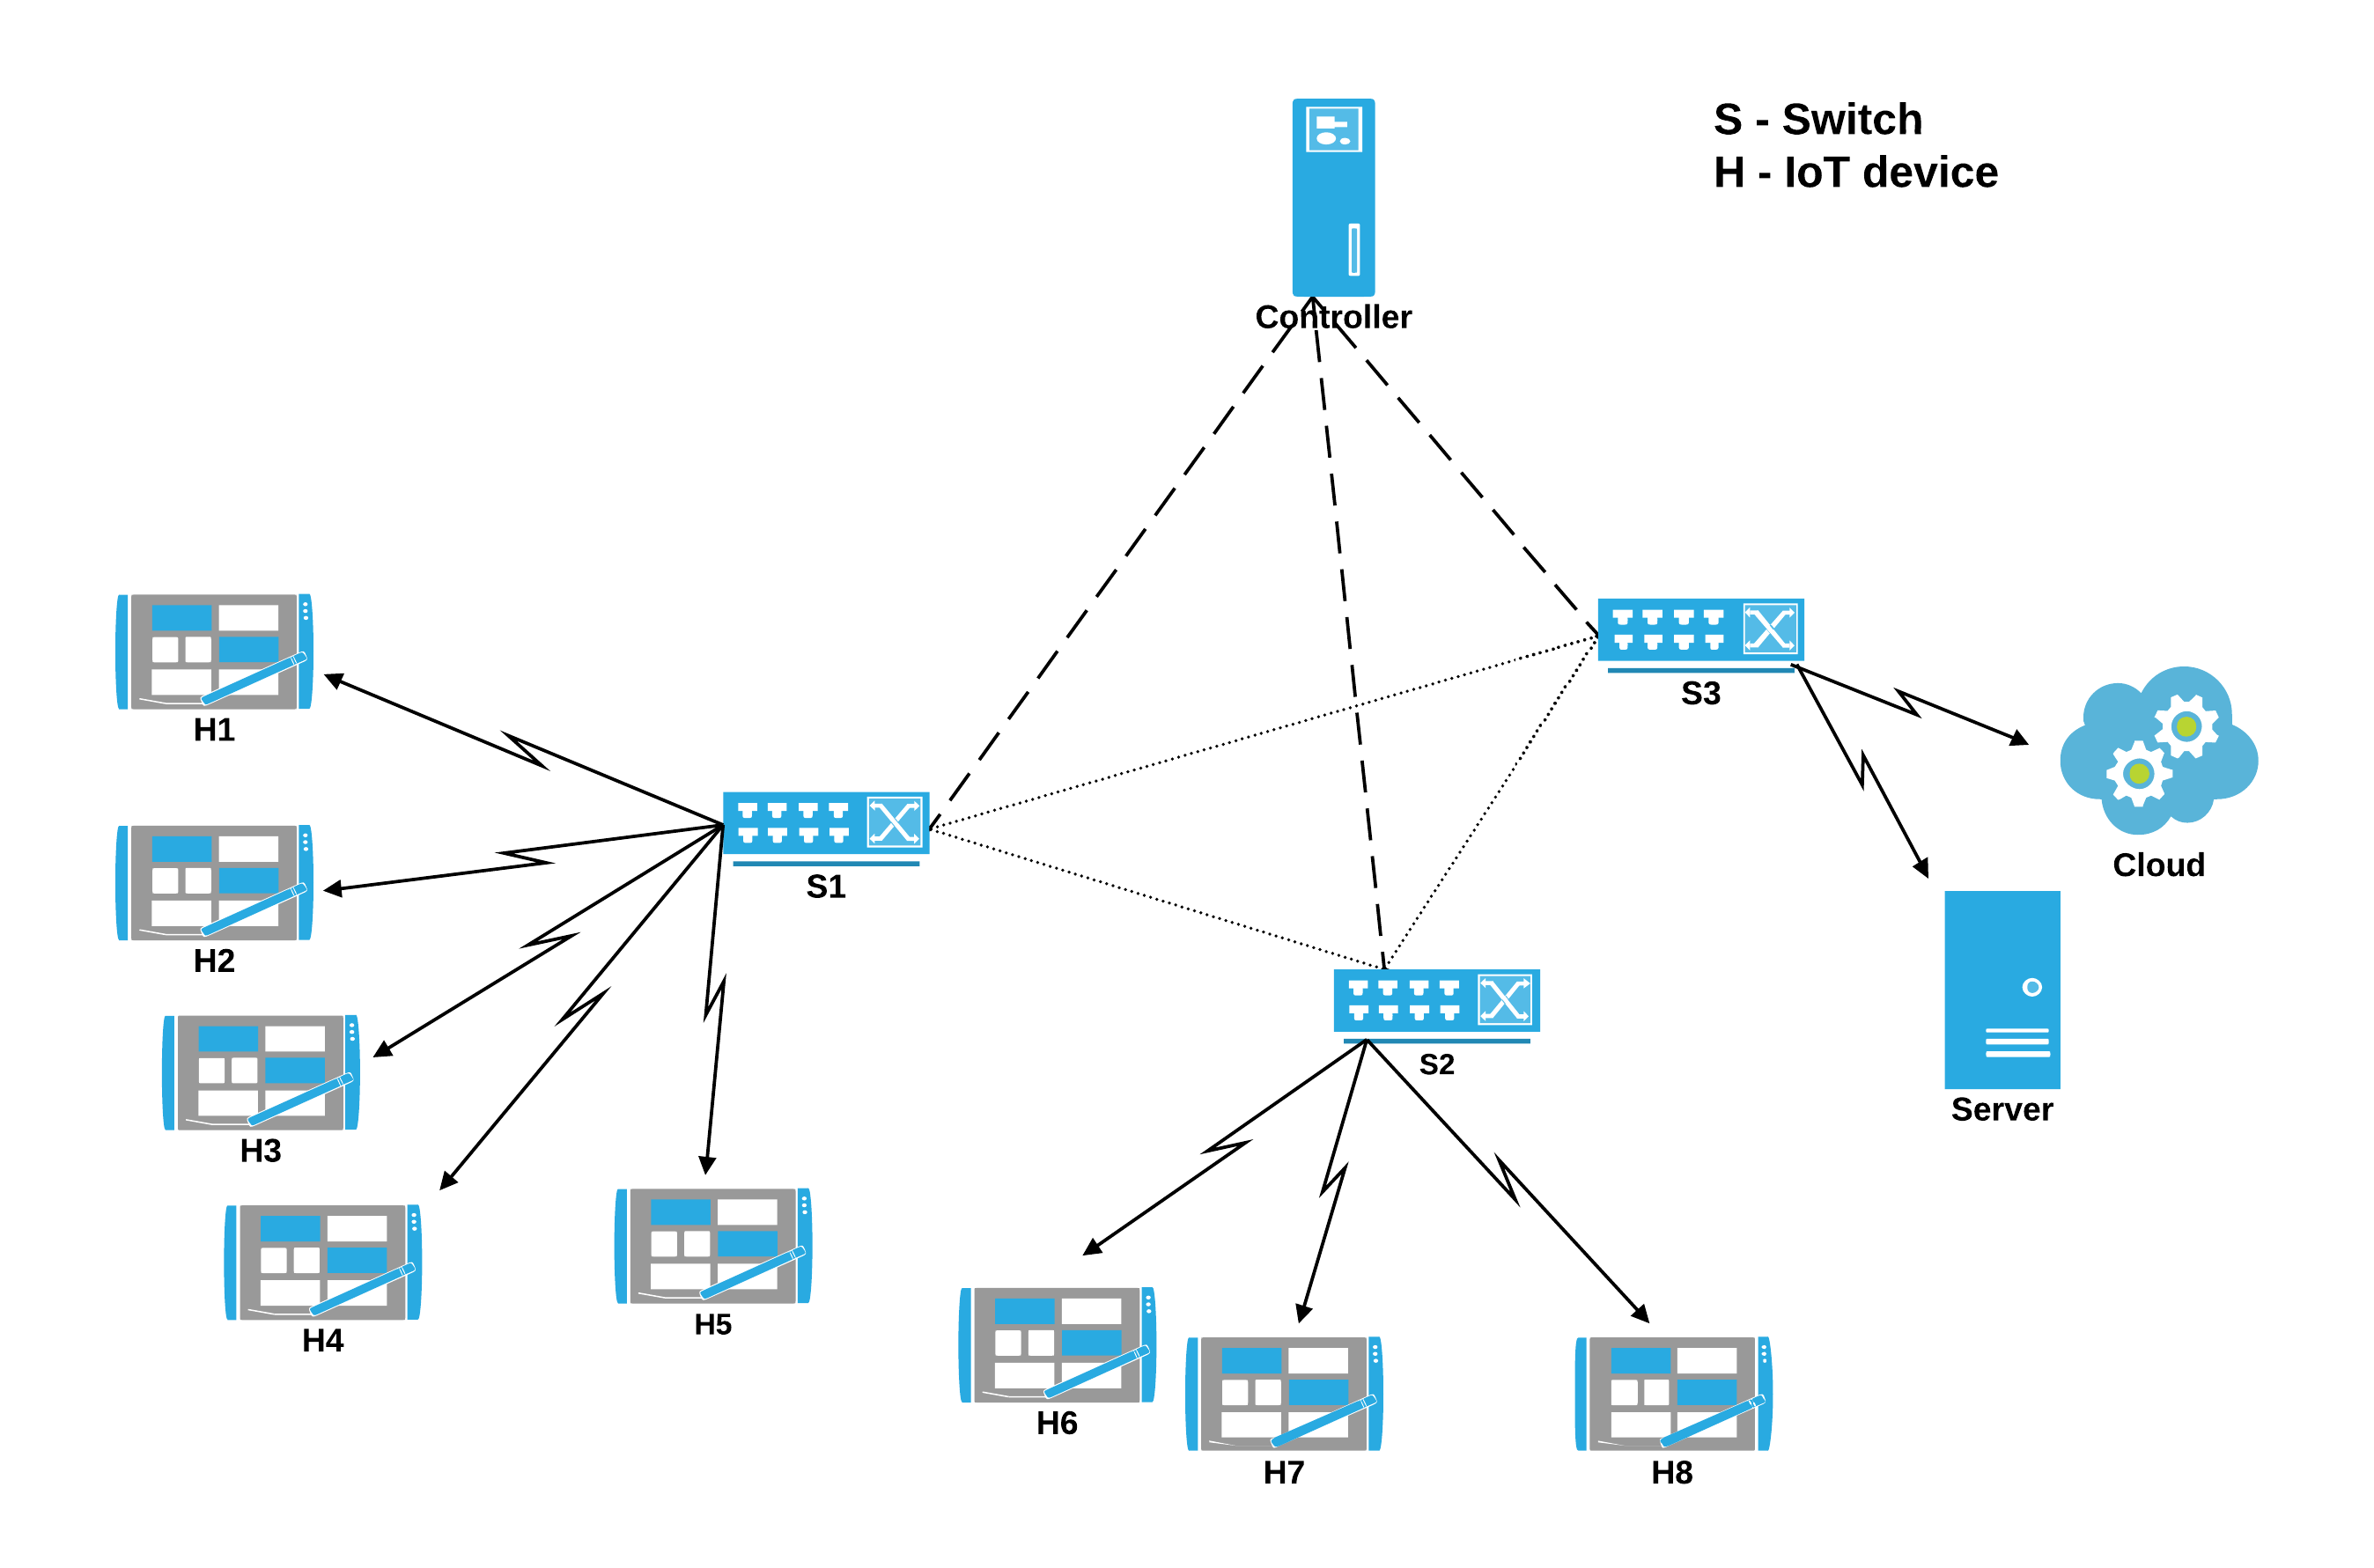 S - Switch
H - IoT device
Controller
S3
H1
Cloud
S1
H2
S2
Server
H3
H5
H4
H6
H7
H8